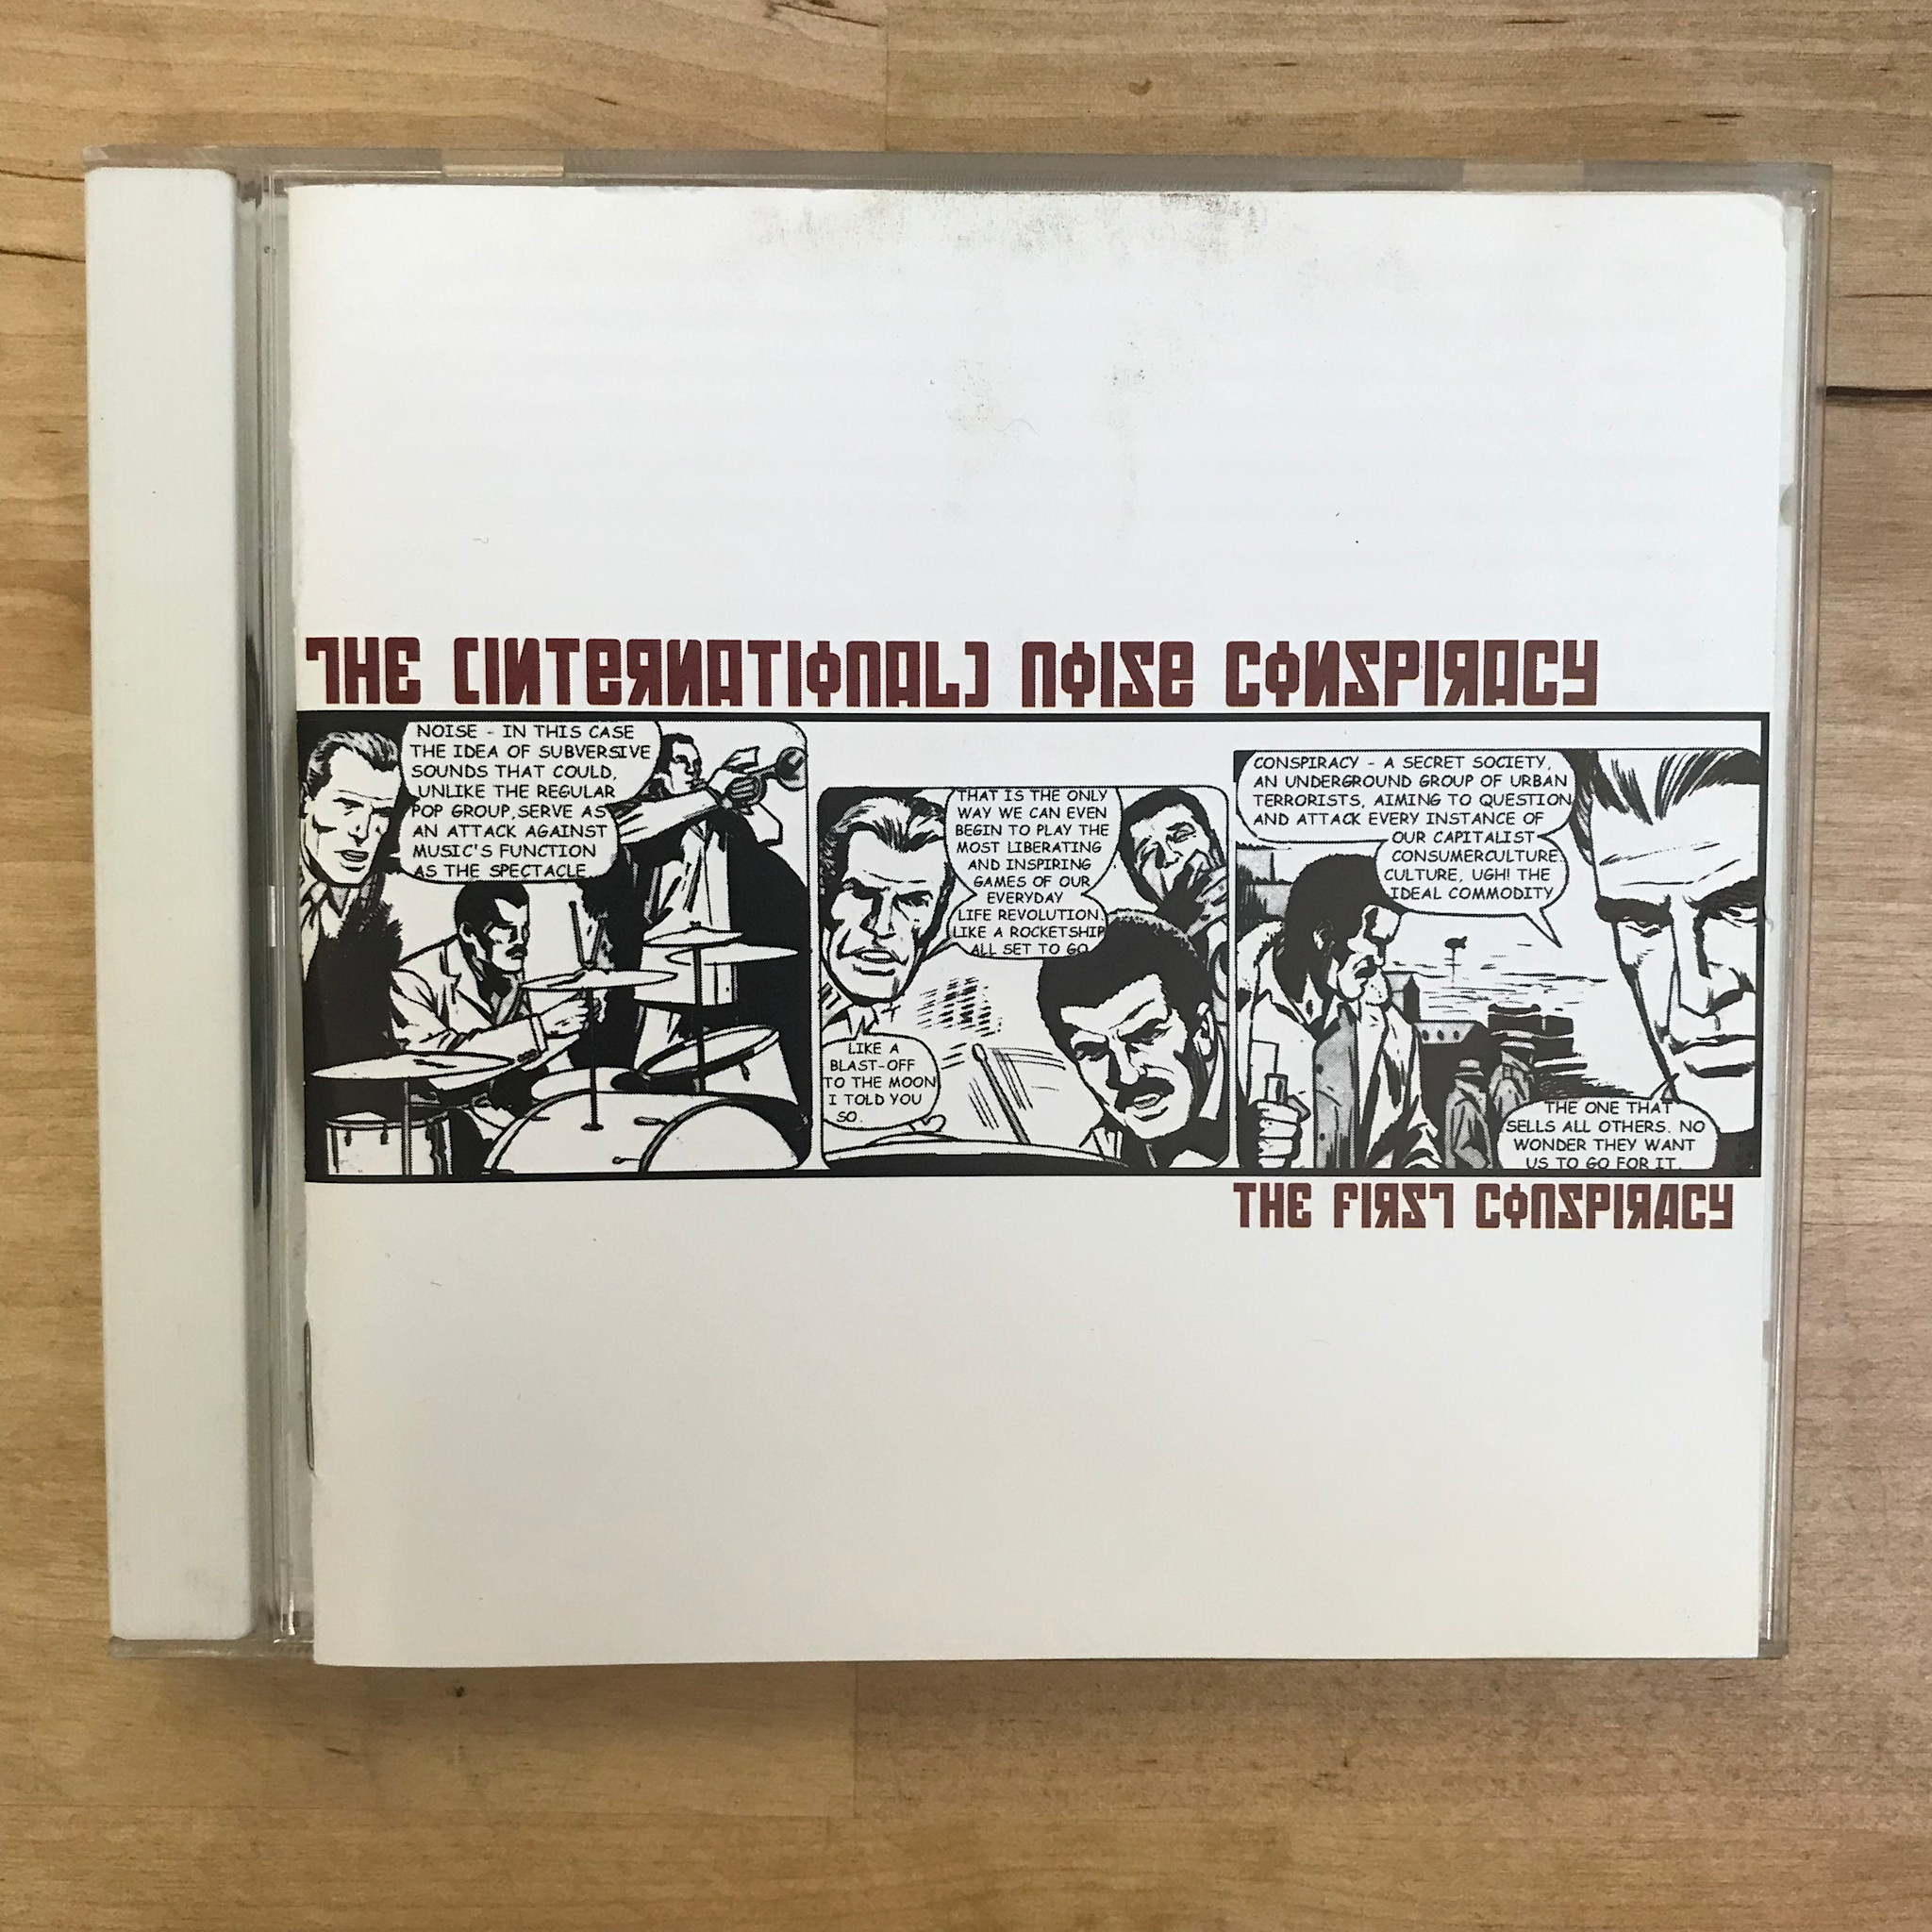 THE (INTERNATIONAL) NOISE CONSPIRACY
NOISE - IN THIS CASE
THE IDEA OF SUBVERSIVE
SOUNDS THAT COULD,
UNLIKE THE REGULAR
POP GROUP,SERVE AS
AN ATTACK AGAINST
MUSIC'S FUNCTION
AS THE SPECTACLE
THAT IS THE ONLY
WAY WE CAN EVEN
BEGIN TO PLAY THE
MOST LIBERATING
AND INSPIRING
GAMES OF OUR
EVERYDAY
LIFE REVOLUTION.
LIKE A ROCKETSHIP
ALL SET TO GO
LIKE A
BLAST-OFF
TO THE MOON
I TOLD YOU
SO.
CONSPIRACY - A SECRET SOCIETY,
AN UNDERGROUND GROUP OF URBAN
TERRORISTS, AIMING TO QUESTION
AND ATTACK EVERY INSTANCE OF
OUR CAPITALIST
CONSUMERCULTURE.
CULTURE, UGH! THE
IDEAL COMMODITY
THE ONE THAT
SELLS ALL OTHERS. NO
WONDER THEY WANT
US TO GO FOR IT.
THE FIRST CONSPIRACY